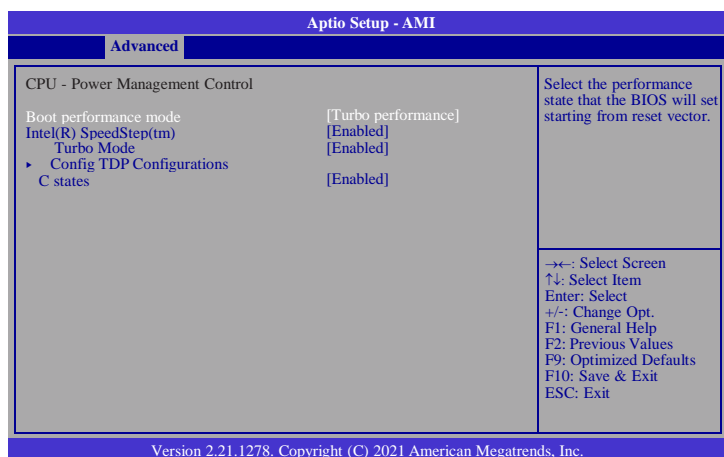 Aptio Setup - AMI
Advanced
CPU - Power Management Control
Boot performance mode [Turbo performance]
Intel(R) SpeedStep(tm) [Enabled]
Turbo Mode [Enabled]
▸ Config TDP Configurations
C states [Enabled]
Select the performance
state that the BIOS will set
starting from reset vector.
→←: Select Screen
↑↓: Select Item
Enter: Select
+/-: Change Opt.
F1: General Help
F2: Previous Values
F9: Optimized Defaults
F10: Save & Exit
ESC: Exit
Version 2.21.1278. Copyright (C) 2021 American Megatrends, Inc.